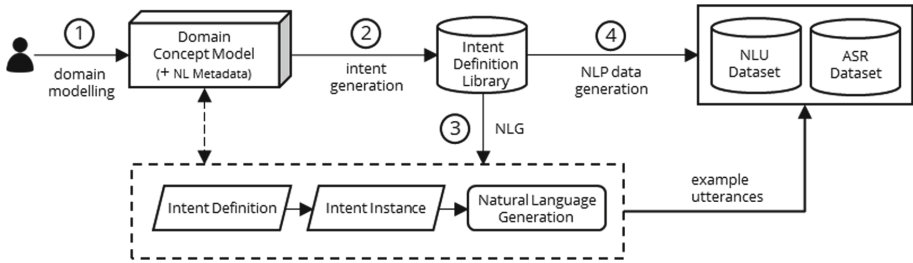 1
domain
modelling
Domain
Concept Model
(+ NL Metadata)
2
intent
generation
Intent
Definition
Library
4
NLP data
generation
NLU
Dataset
ASR
Dataset
3
NLG
Intent Definition
Intent Instance
Natural Language
Generation
example
utterances